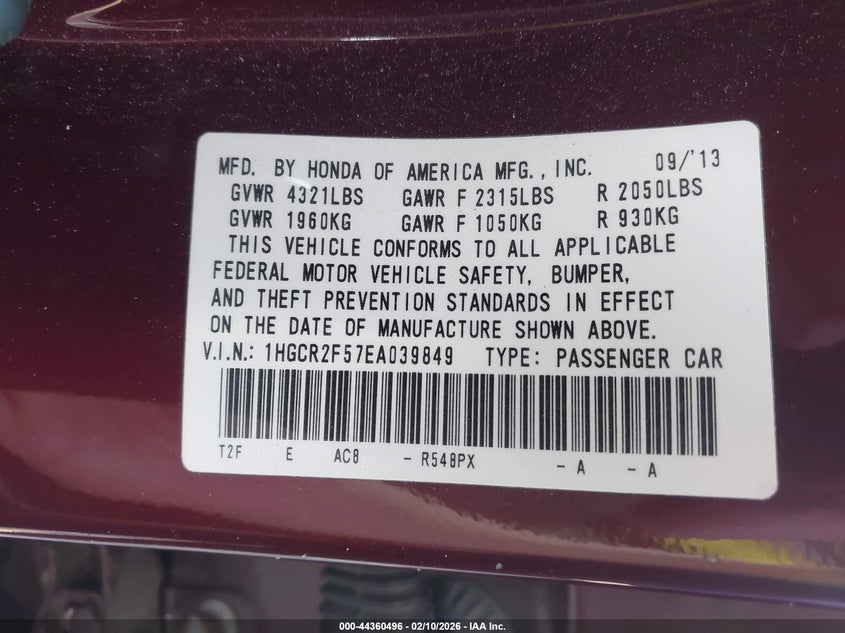 MFD. BY HONDA OF AMERICA MFG., INC. 09/'13
GVWR 4321LBS GAWR F 2315LBS R 2050LBS
GVWR 1960KG GAWR F 1050KG R 930KG
THIS VEHICLE CONFORMS TO ALL APPLICABLE
FEDERAL MOTOR VEHICLE SAFETY, BUMPER,
AND THEFT PREVENTION STANDARDS IN EFFECT
ON THE DATE OF MANUFACTURE SHOWN ABOVE.
V.I.N.: 1HGCR2F57EA039849 TYPE: PASSENGER CAR
T2F E AC8 - R548PX - A - A
000-44360496 - 02/10/2026 - IAA Inc.